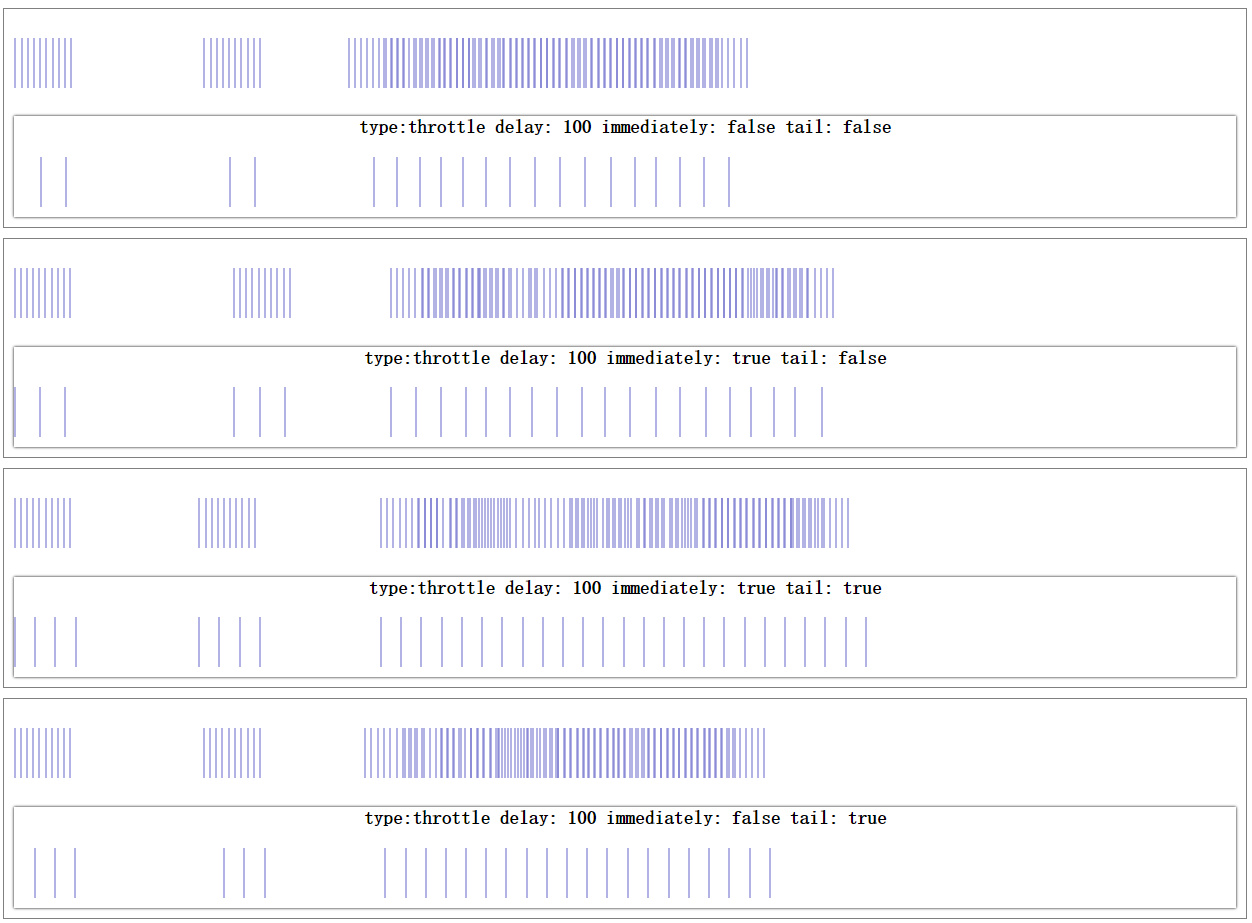 type:throttle delay: 100 immediately: false tail: false
type:throttle delay: 100 immediately: true tail: false
type:throttle delay: 100 immediately: true tail: true
type:throttle delay: 100 immediately: false tail: true